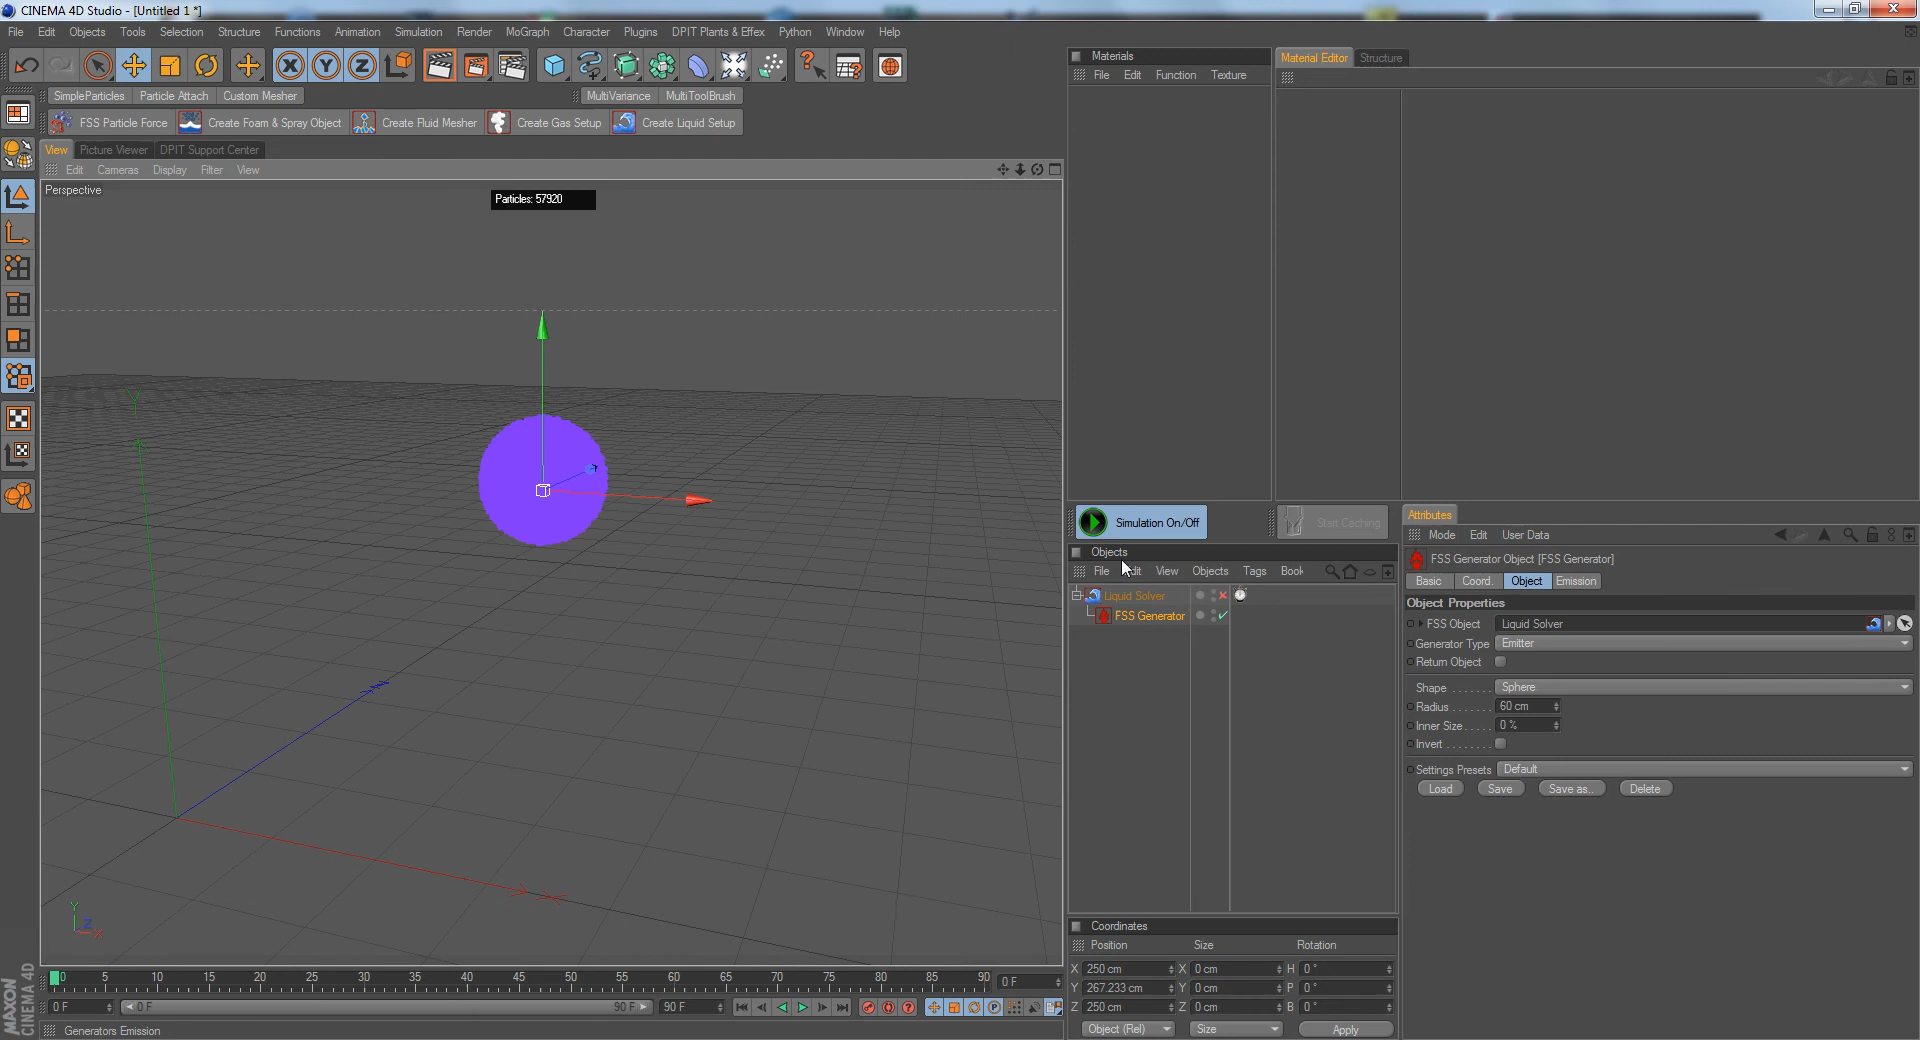 CINEMA 4D Studio - [Untitled 1 *]
File Edit Objects Tools Selection Structure Functions Animation Simulation Render MoGraph Character Plugins DPIT Plants & Effex Python Window Help
SimpleParticles Particle Attach Custom Mesher MultiVariance MultiToolBrush
FSS Particle Force Create Foam & Spray Object Create Fluid Mesher Create Gas Setup Create Liquid Setup
View Picture Viewer DPIT Support Center
Edit Cameras Display Filter View
Perspective
Particles: 57920
Y
Y
Z
X
0 5 10 15 20 25 30 35 40 45 50 55 60 65 70 75 80 85 90 0 F
0 F 0 F 90 F 90 F
Generators Emission
MAXON
CINEMA 4D
Materials
File Edit Function Texture
Material Editor Structure
Simulation On/Off Start Caching
Objects
File Edit View Objects Tags Book
Liquid Solver
FSS Generator
Coordinates
Position Size Rotation
X 250 cm X 0 cm H 0 °
Y 267.233 cm Y 0 cm P 0 °
Z 250 cm Z 0 cm B 0 °
Object (Rel) Size Apply
Attributes
Mode Edit User Data
FSS Generator Object [FSS Generator]
Basic Coord. Object Emission
Object Properties
FSS Object Liquid Solver
Generator Type Emitter
Return Object
Shape . . . . . . . Sphere
Radius . . . . . . . 60 cm
Inner Size . . . . . 0 %
Invert . . . . . . . .
Settings Presets Default
Load Save Save as.. Delete